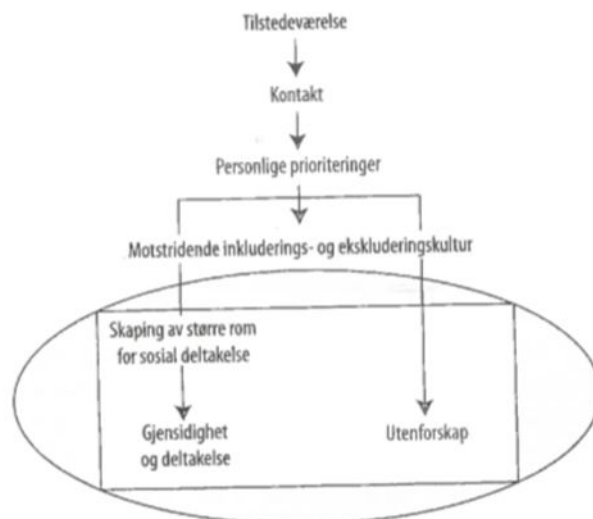 Tilstedeværelse
Kontakt
Personlige prioriteringer
Motstridende inkluderings- og ekskluderingskultur
Skaping av større rom
for sosial deltakelse
Gjensidighet
og deltakelse
Utenforskap